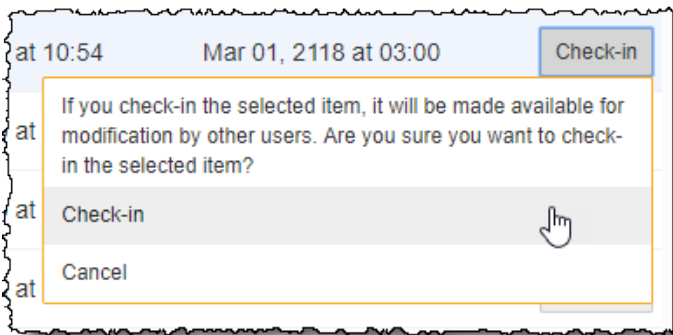 at 10:54 Mar 01, 2118 at 03:00 Check-in
If you check-in the selected item, it will be made available for
at modification by other users. Are you sure you want to check-
in the selected item?
at Check-in
Cancel
at